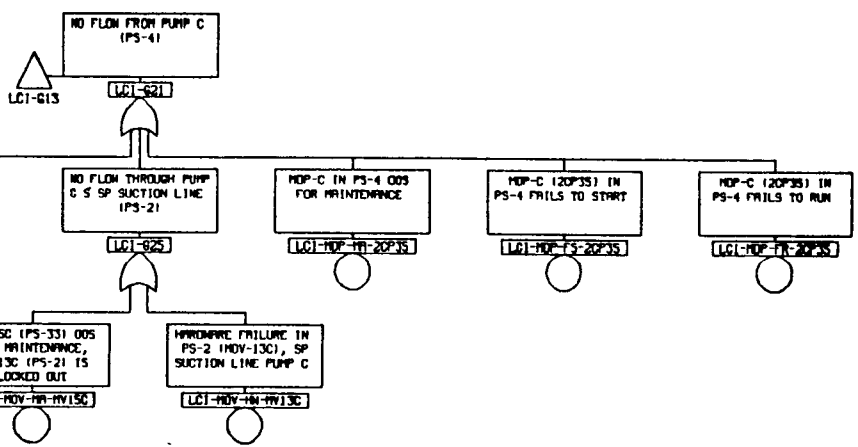 NO FLOW FROM PUMP C
(PS-4)
LCI-G13
LCI-G21
NO FLOW THROUGH PUMP
C S SP SUCTION LINE
(PS-2)
LCI-G25
MDP-C IN PS-4 OOS
FOR MAINTENANCE
LCI-MDP-MA-2CP35
MDP-C (2CP35) IN
PS-4 FAILS TO START
LCI-MDP-FS-2CP35
MDP-C (2CP35) IN
PS-4 FAILS TO RUN
LCI-MDP-FR-2CP35
5C (PS-33) OOS
MAINTENANCE,
13C (PS-2) IS
LOCKED OUT
-MOV-MA-MV15C
HARDWARE FAILURE IN
PS-2 (MOV-13C), SP
SUCTION LINE PUMP C
LCI-MOV-HW-MV13C